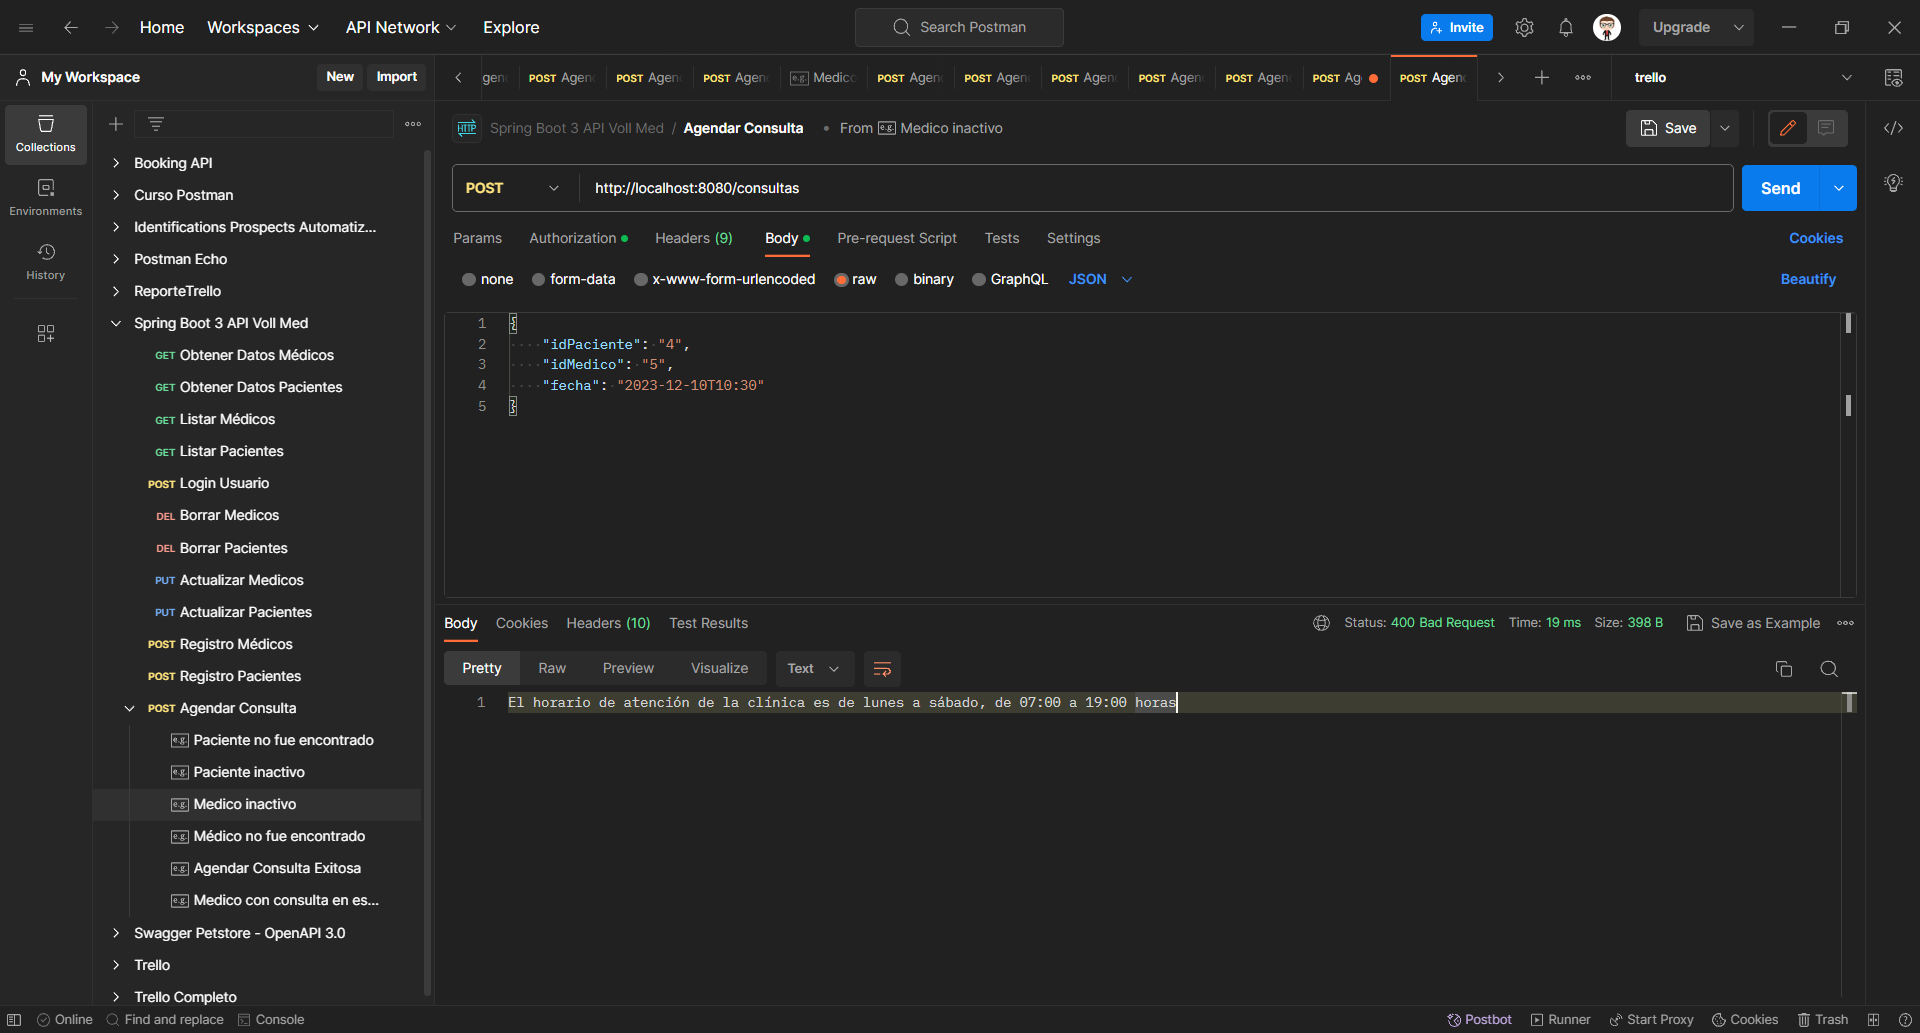 Home Workspaces API Network Explore Search Postman Invite Upgrade
My Workspace New Import
gen POST Agen POST Agen POST Agen e.g. Medico POST Agen POST Agen POST Agen POST Agen POST Agen POST Ag POST Agen trello
Collections
Environments
History
Booking API
Curso Postman
Identifications Prospects Automatiz...
Postman Echo
ReporteTrello
Spring Boot 3 API Voll Med
GET Obtener Datos Médicos
GET Obtener Datos Pacientes
GET Listar Médicos
GET Listar Pacientes
POST Login Usuario
DEL Borrar Medicos
DEL Borrar Pacientes
PUT Actualizar Medicos
PUT Actualizar Pacientes
POST Registro Médicos
POST Registro Pacientes
POST Agendar Consulta
e.g. Paciente no fue encontrado
e.g. Paciente inactivo
e.g. Medico inactivo
e.g. Médico no fue encontrado
e.g. Agendar Consulta Exitosa
e.g. Medico con consulta en es...
Swagger Petstore - OpenAPI 3.0
Trello
Trello Completo
HTTP Spring Boot 3 API Voll Med / Agendar Consulta • From e.g. Medico inactivo Save
POST http://localhost:8080/consultas Send
Params Authorization Headers (9) Body Pre-request Script Tests Settings Cookies
none form-data x-www-form-urlencoded raw binary GraphQL JSON Beautify
1 {
2 "idPaciente": "4",
3 "idMedico": "5",
4 "fecha": "2023-12-10T10:30"
5 }
Body Cookies Headers (10) Test Results Status: 400 Bad Request Time: 19 ms Size: 398 B Save as Example
Pretty Raw Preview Visualize Text
1 El horario de atención de la clínica es de lunes a sábado, de 07:00 a 19:00 horas
Online Find and replace Console Postbot Runner Start Proxy Cookies Trash